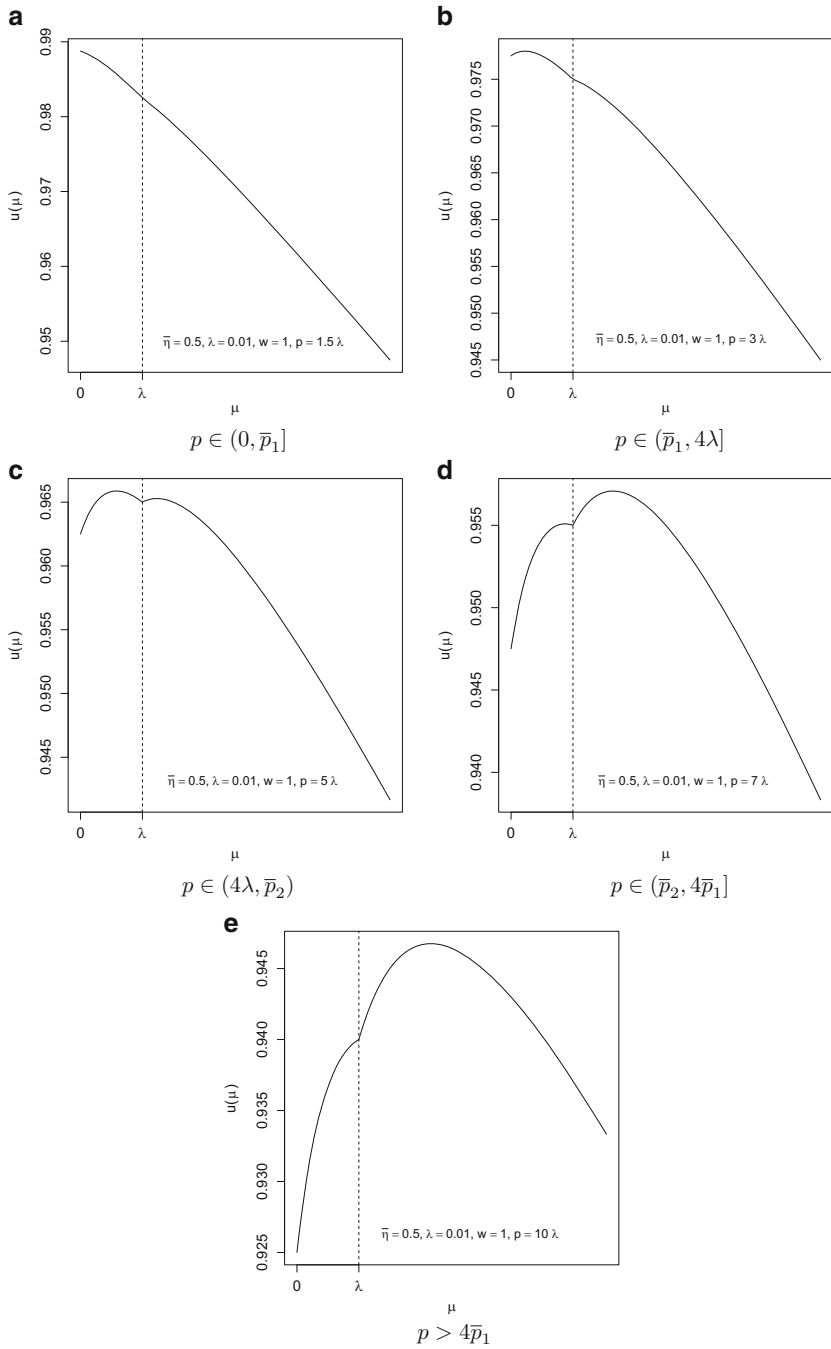 a
0.99
0.98
0.97
0.96
0.95
u(μ)
η̅ = 0.5, λ = 0.01, w = 1, p = 1.5 λ
0 λ
μ
p ∈ (0, p̅₁]
b
0.975
0.970
0.965
0.960
0.955
0.950
0.945
u(μ)
η̅ = 0.5, λ = 0.01, w = 1, p = 3 λ
0 λ
μ
p ∈ (p̅₁, 4λ]
c
0.965
0.960
0.955
0.950
0.945
u(μ)
η̅ = 0.5, λ = 0.01, w = 1, p = 5 λ
0 λ
μ
p ∈ (4λ, p̅₂)
d
0.955
0.950
0.945
0.940
u(μ)
η̅ = 0.5, λ = 0.01, w = 1, p = 7 λ
0 λ
μ
p ∈ (p̅₂, 4p̅₁]
e
0.945
0.940
0.935
0.930
0.925
u(μ)
η̅ = 0.5, λ = 0.01, w = 1, p = 10 λ
0 λ
μ
p > 4p̅₁